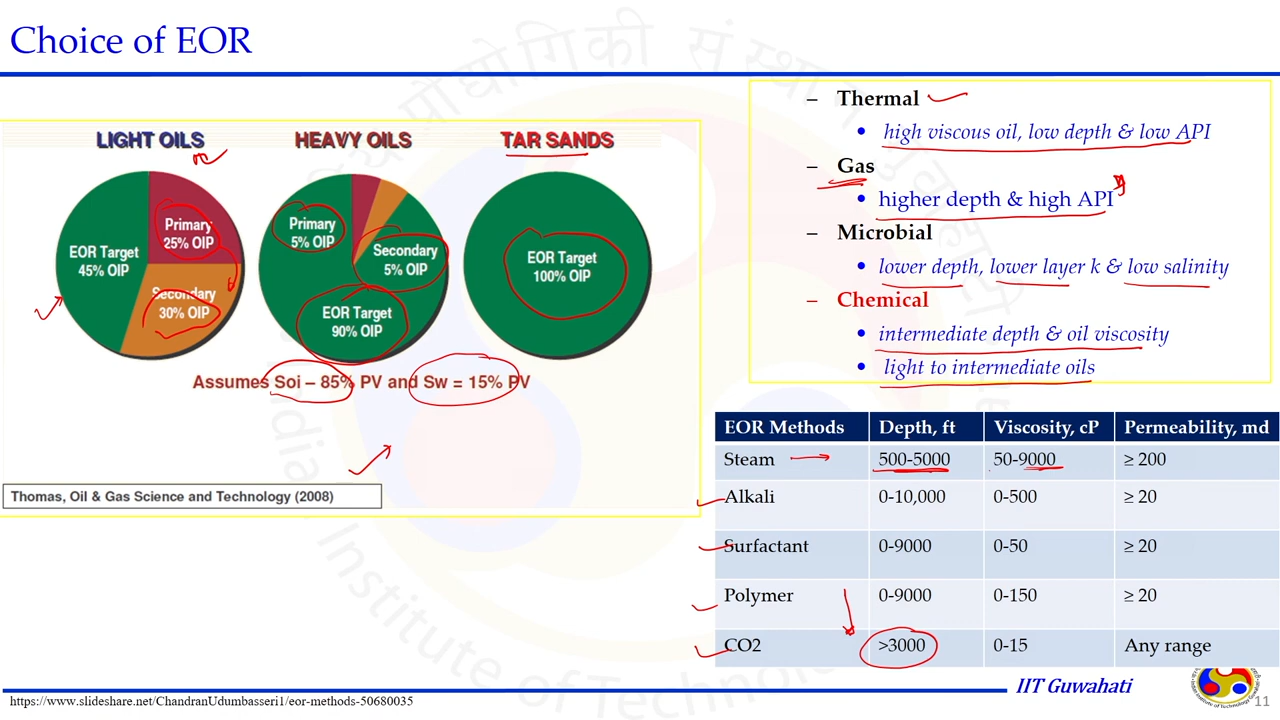 Choice of EOR
LIGHT OILS
HEAVY OILS
TAR SANDS
Primary
25% OIP
EOR Target
45% OIP
Secondary
30% OIP
Primary
5% OIP
Secondary
5% OIP
EOR Target
90% OIP
EOR Target
100% OIP
Assumes Soi – 85% PV and Sw = 15% PV
Thomas, Oil & Gas Science and Technology (2008)
– Thermal
• high viscous oil, low depth & low API
– Gas
• higher depth & high API
– Microbial
• lower depth, lower layer k & low salinity
– Chemical
• intermediate depth & oil viscosity
• light to intermediate oils
EOR Methods Depth, ft Viscosity, cP Permeability, md
Steam 500-5000 50-9000 ≥ 200
Alkali 0-10,000 0-500 ≥ 20
Surfactant 0-9000 0-50 ≥ 20
Polymer 0-9000 0-150 ≥ 20
CO2 >3000 0-15 Any range
IIT Guwahati
https://www.slideshare.net/ChandranUdumbasseri1/eor-methods-50680035
11
Institute of Technolo